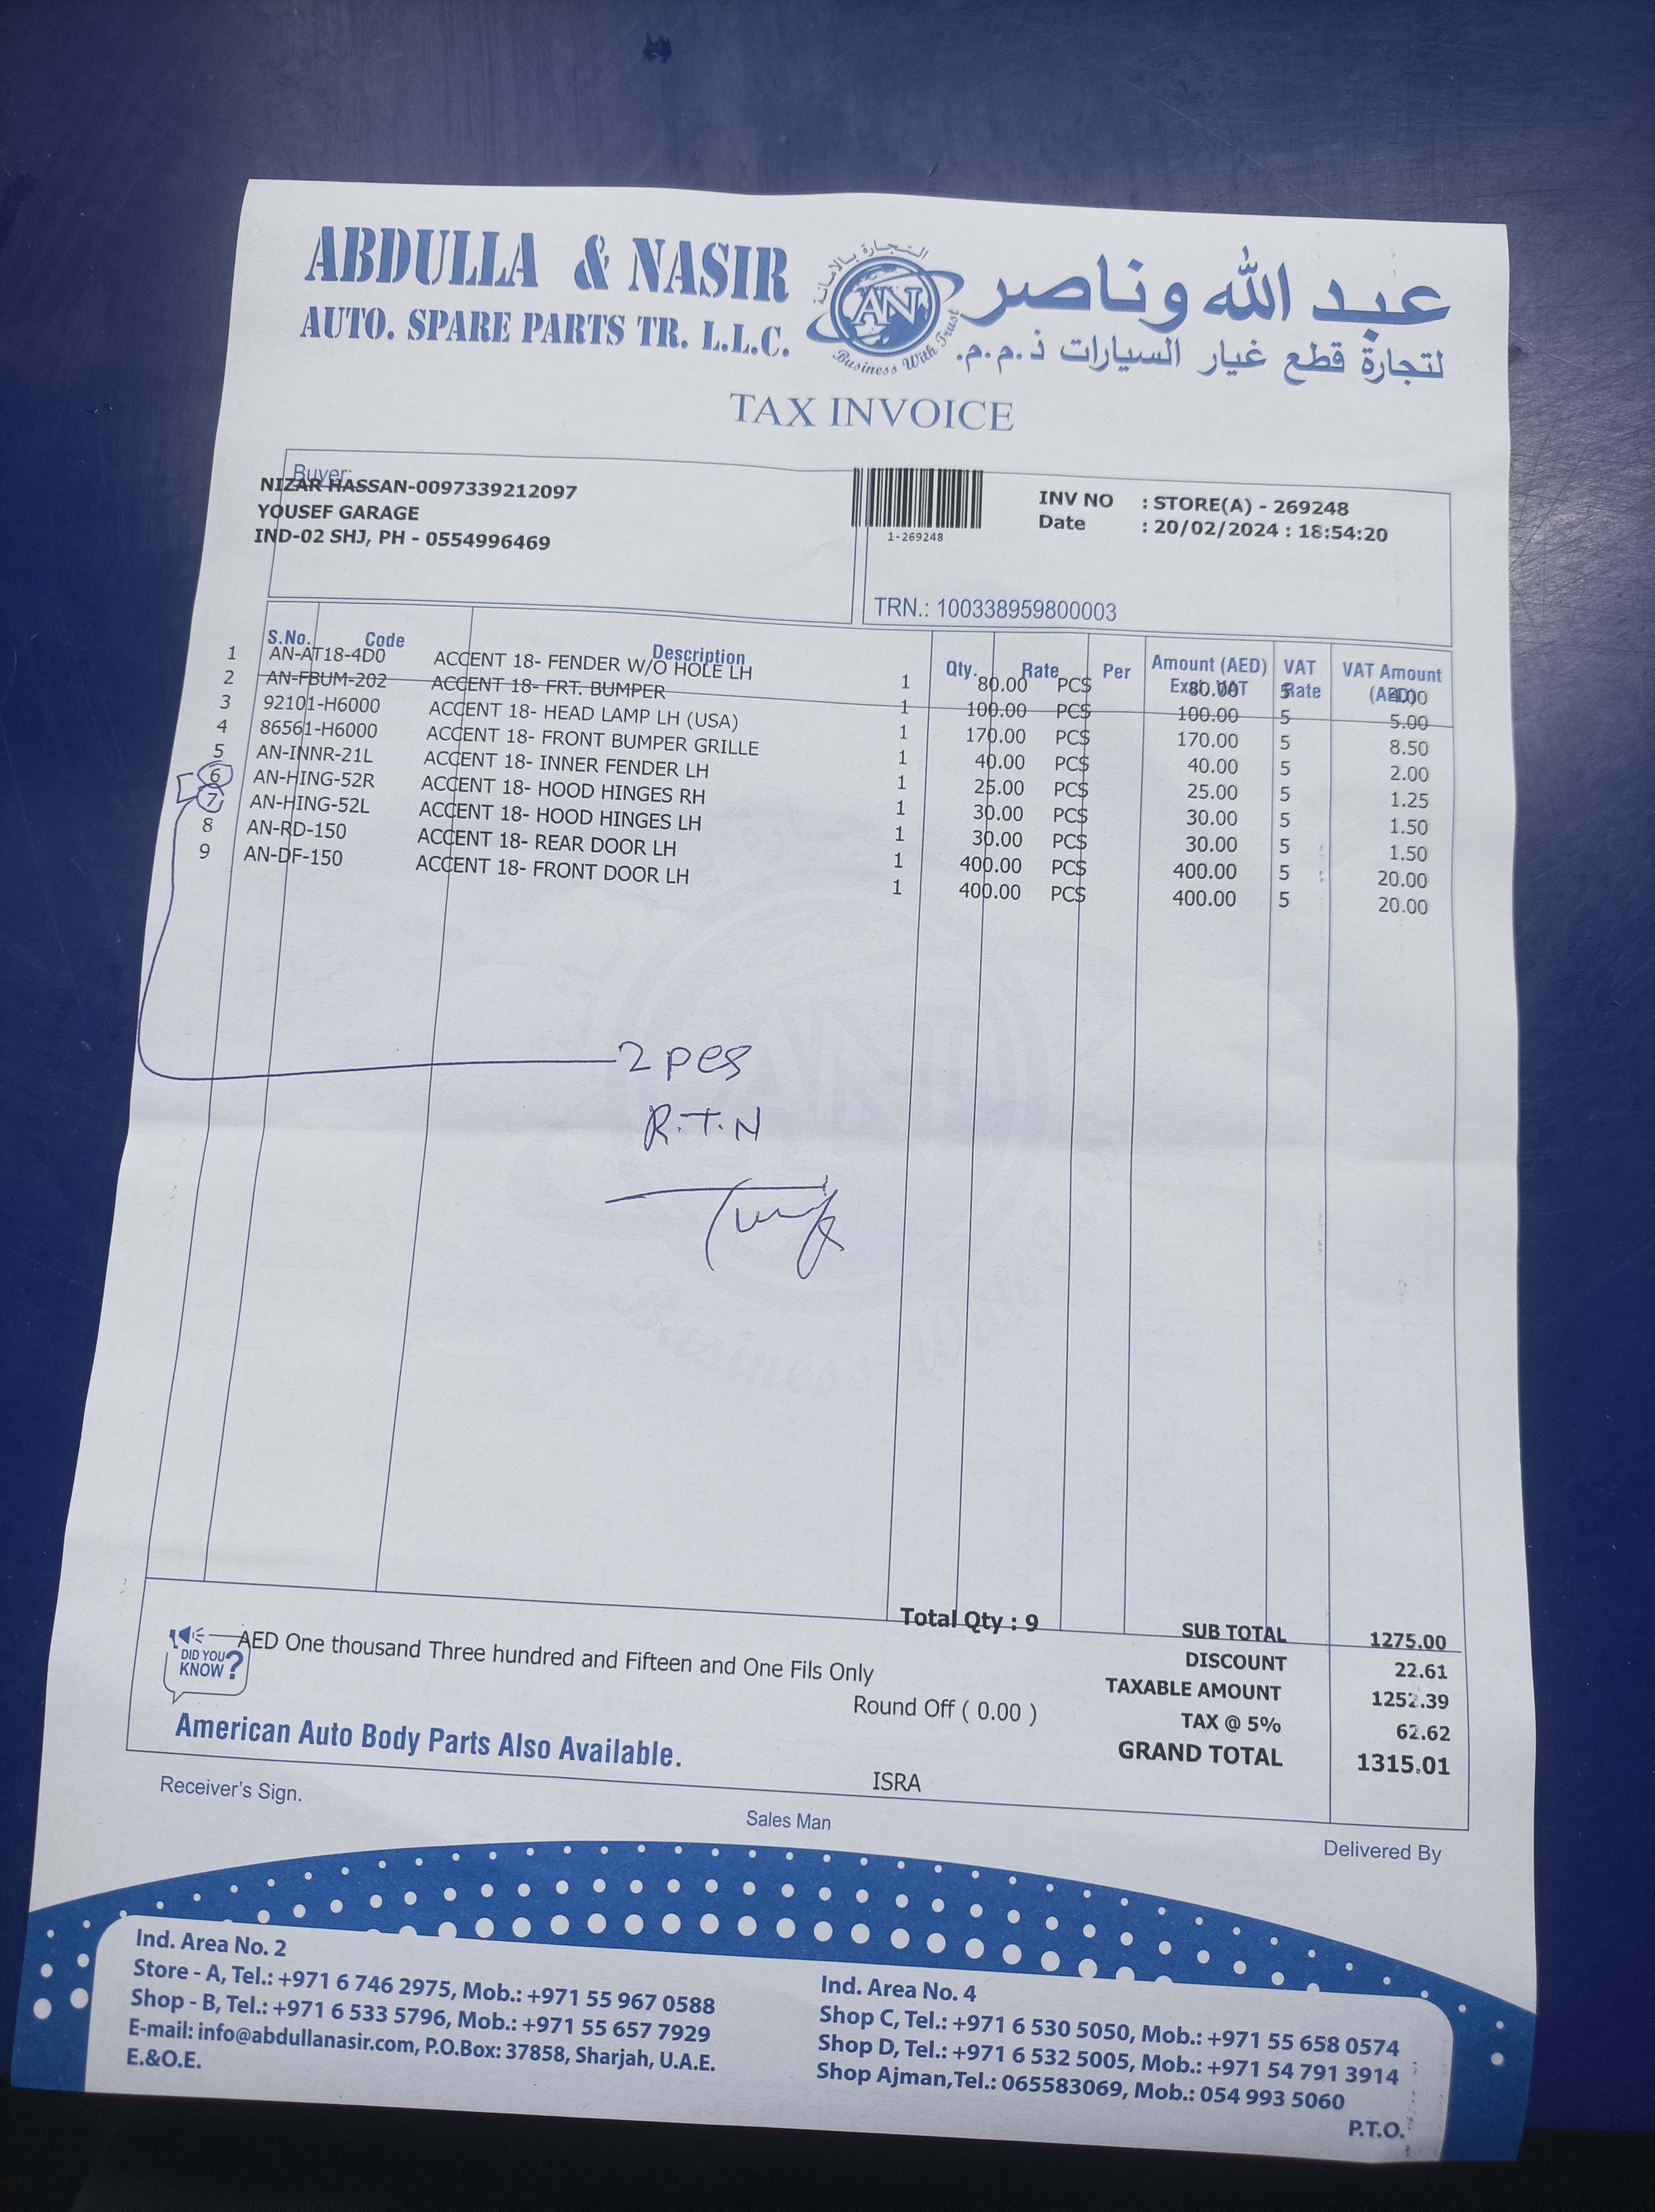 ABDULLA & NASIR
AUTO. SPARE PARTS TR. L.L.C.
التجارة بالأمانة
AN
Business With Trust
عبد الله وناصر
لتجارة قطع غيار السيارات ذ.م.م.
TAX INVOICE
Buyer:
NIZAR HASSAN-0097339212097
YOUSEF GARAGE
IND-02 SHJ, PH - 0554996469
1-269248
INV NO : STORE(A) - 269248
Date : 20/02/2024 : 18:54:20
TRN.: 100338959800003
S.No. Code Description Qty. Rate Per Amount (AED) Excl. VAT VAT Rate VAT Amount (AED)
1 AN-AT18-4D0 ACCENT 18- FENDER W/O HOLE LH 1 80.00 PCS 80.00 5 4.00
2 AN-FBUM-202 ACCENT 18- FRT. BUMPER 1 100.00 PCS 100.00 5 5.00
3 92101-H6000 ACCENT 18- HEAD LAMP LH (USA) 1 170.00 PCS 170.00 5 8.50
4 86561-H6000 ACCENT 18- FRONT BUMPER GRILLE 1 40.00 PCS 40.00 5 2.00
5 AN-INNR-21L ACCENT 18- INNER FENDER LH 1 25.00 PCS 25.00 5 1.25
6 AN-HING-52R ACCENT 18- HOOD HINGES RH 1 30.00 PCS 30.00 5 1.50
7 AN-HING-52L ACCENT 18- HOOD HINGES LH 1 30.00 PCS 30.00 5 1.50
8 AN-RD-150 ACCENT 18- REAR DOOR LH 1 400.00 PCS 400.00 5 20.00
9 AN-DF-150 ACCENT 18- FRONT DOOR LH 1 400.00 PCS 400.00 5 20.00
2 pes
R.T.N
Total Qty : 9
SUB TOTAL 1275.00
DISCOUNT 22.61
TAXABLE AMOUNT 1252.39
TAX @ 5% 62.62
GRAND TOTAL 1315.01
DID YOU KNOW?
AED One thousand Three hundred and Fifteen and One Fils Only
Round Off ( 0.00 )
American Auto Body Parts Also Available.
ISRA
Receiver's Sign.
Sales Man
Delivered By
Ind. Area No. 2
Store - A, Tel.: +971 6 746 2975, Mob.: +971 55 967 0588
Shop - B, Tel.: +971 6 533 5796, Mob.: +971 55 657 7929
E-mail: info@abdullanasir.com, P.O.Box: 37858, Sharjah, U.A.E.
E.&O.E.
Ind. Area No. 4
Shop C, Tel.: +971 6 530 5050, Mob.: +971 55 658 0574
Shop D, Tel.: +971 6 532 5005, Mob.: +971 54 791 3914
Shop Ajman,Tel.: 065583069, Mob.: 054 993 5060
P.T.O.